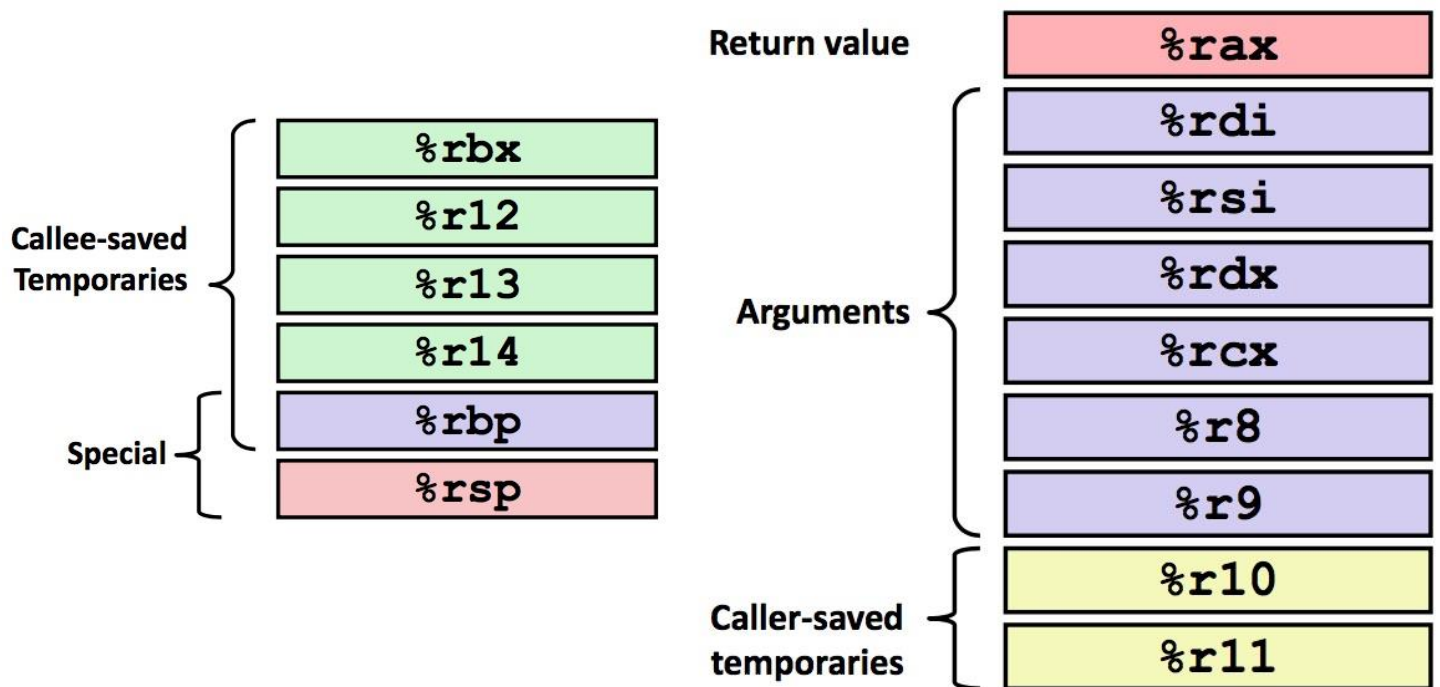 Callee-saved
Temporaries
Special
%rbx
%r12
%r13
%r14
%rbp
%rsp
Return value
Arguments
Caller-saved
temporaries
%rax
%rdi
%rsi
%rdx
%rcx
%r8
%r9
%r10
%r11